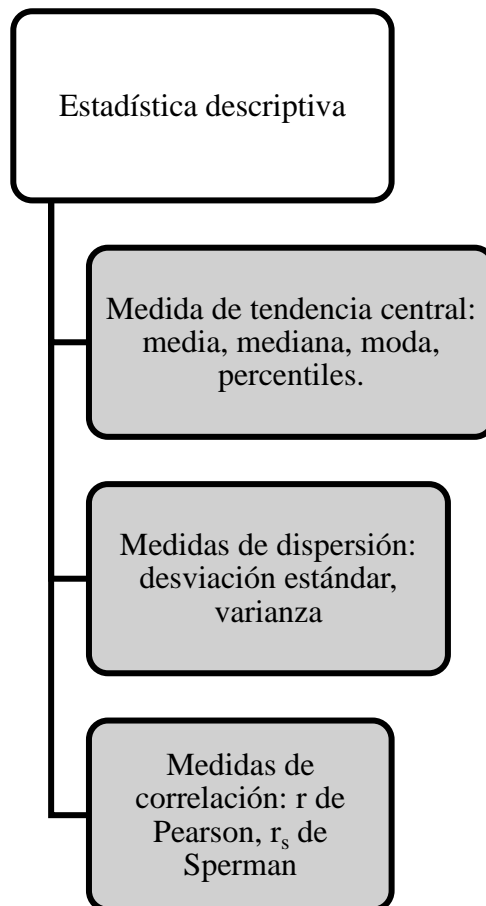 Estadística descriptiva
Medida de tendencia central:
media, mediana, moda,
percentiles.
Medidas de dispersión:
desviación estándar,
varianza
Medidas de
correlación: r de
Pearson, rs de
Sperman